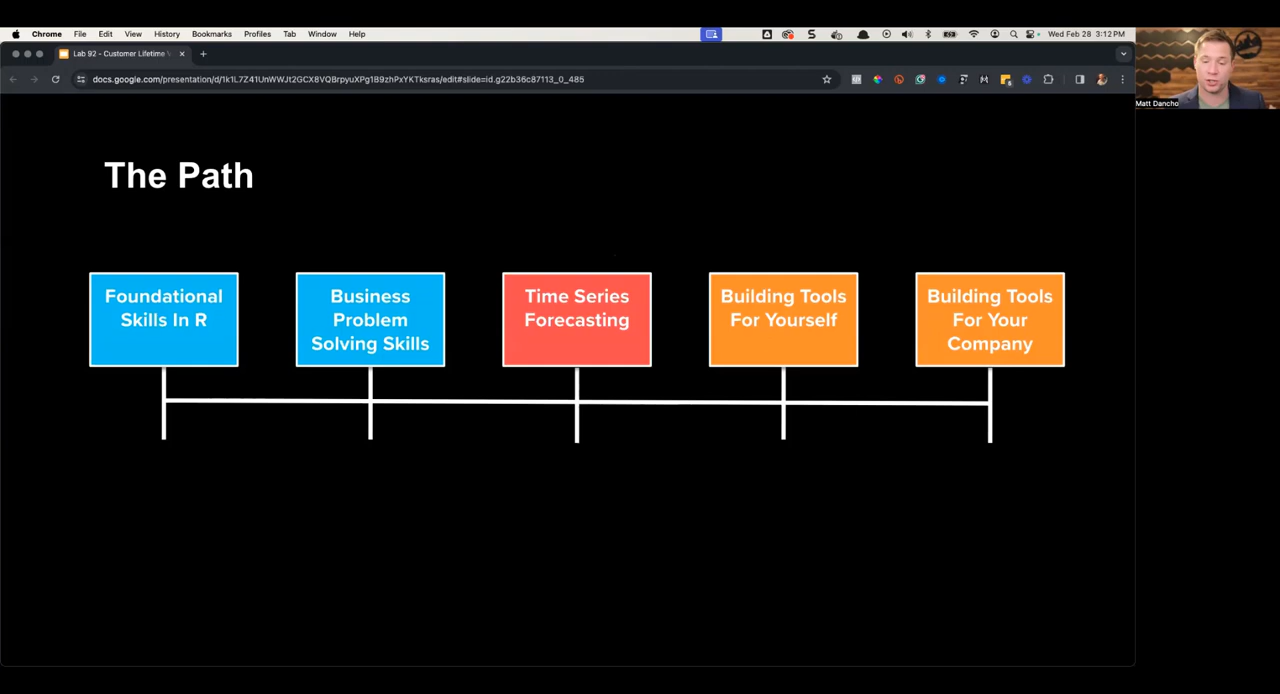 Chrome File Edit View History Bookmarks Profiles Tab Window Help
Wed Feb 28 3:12 PM
Lab 92 - Customer Lifetime
docs.google.com/presentation/d/1k1L7Z41UnWWJt2GCX8VQBrpyuXPg1B9zhPxYKTksras/edit#slide=id.g22b36c87113_0_485
Matt Dancho
The Path
Foundational
Skills In R
Business
Problem
Solving Skills
Time Series
Forecasting
Building Tools
For Yourself
Building Tools
For Your
Company